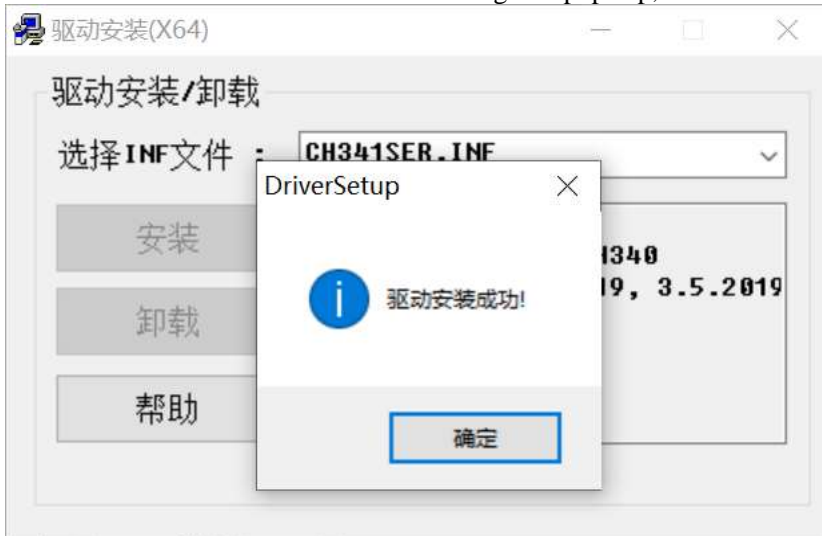 驱动安装(X64)
驱动安装/卸载
选择INF文件 :
CH341SER.INF
DriverSetup
安装
驱动安装成功!
卸载
3.5.2019
帮助
确定